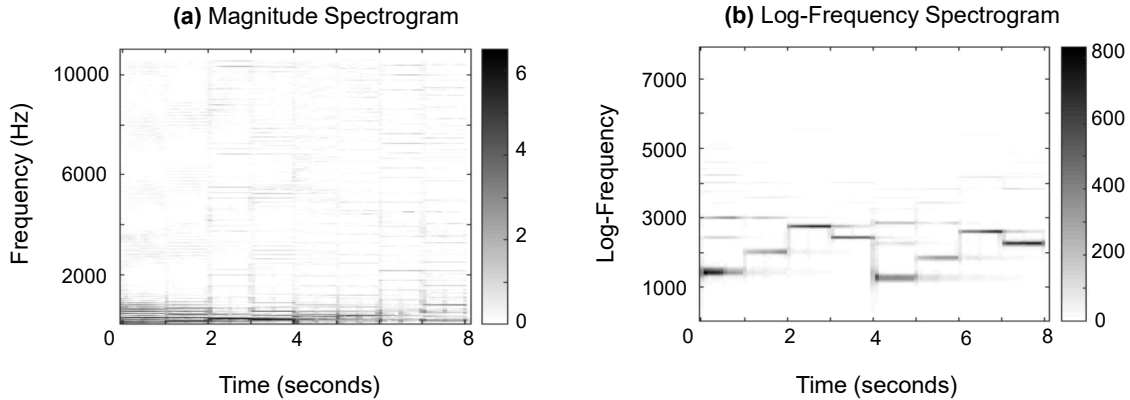 (a) Magnitude Spectrogram
Frequency (Hz)
10000
6000
2000
0 2 4 6 8
Time (seconds)
6
4
2
0
(b) Log-Frequency Spectrogram
Log-Frequency
7000
5000
3000
1000
0 2 4 6 8
Time (seconds)
800
600
400
200
0